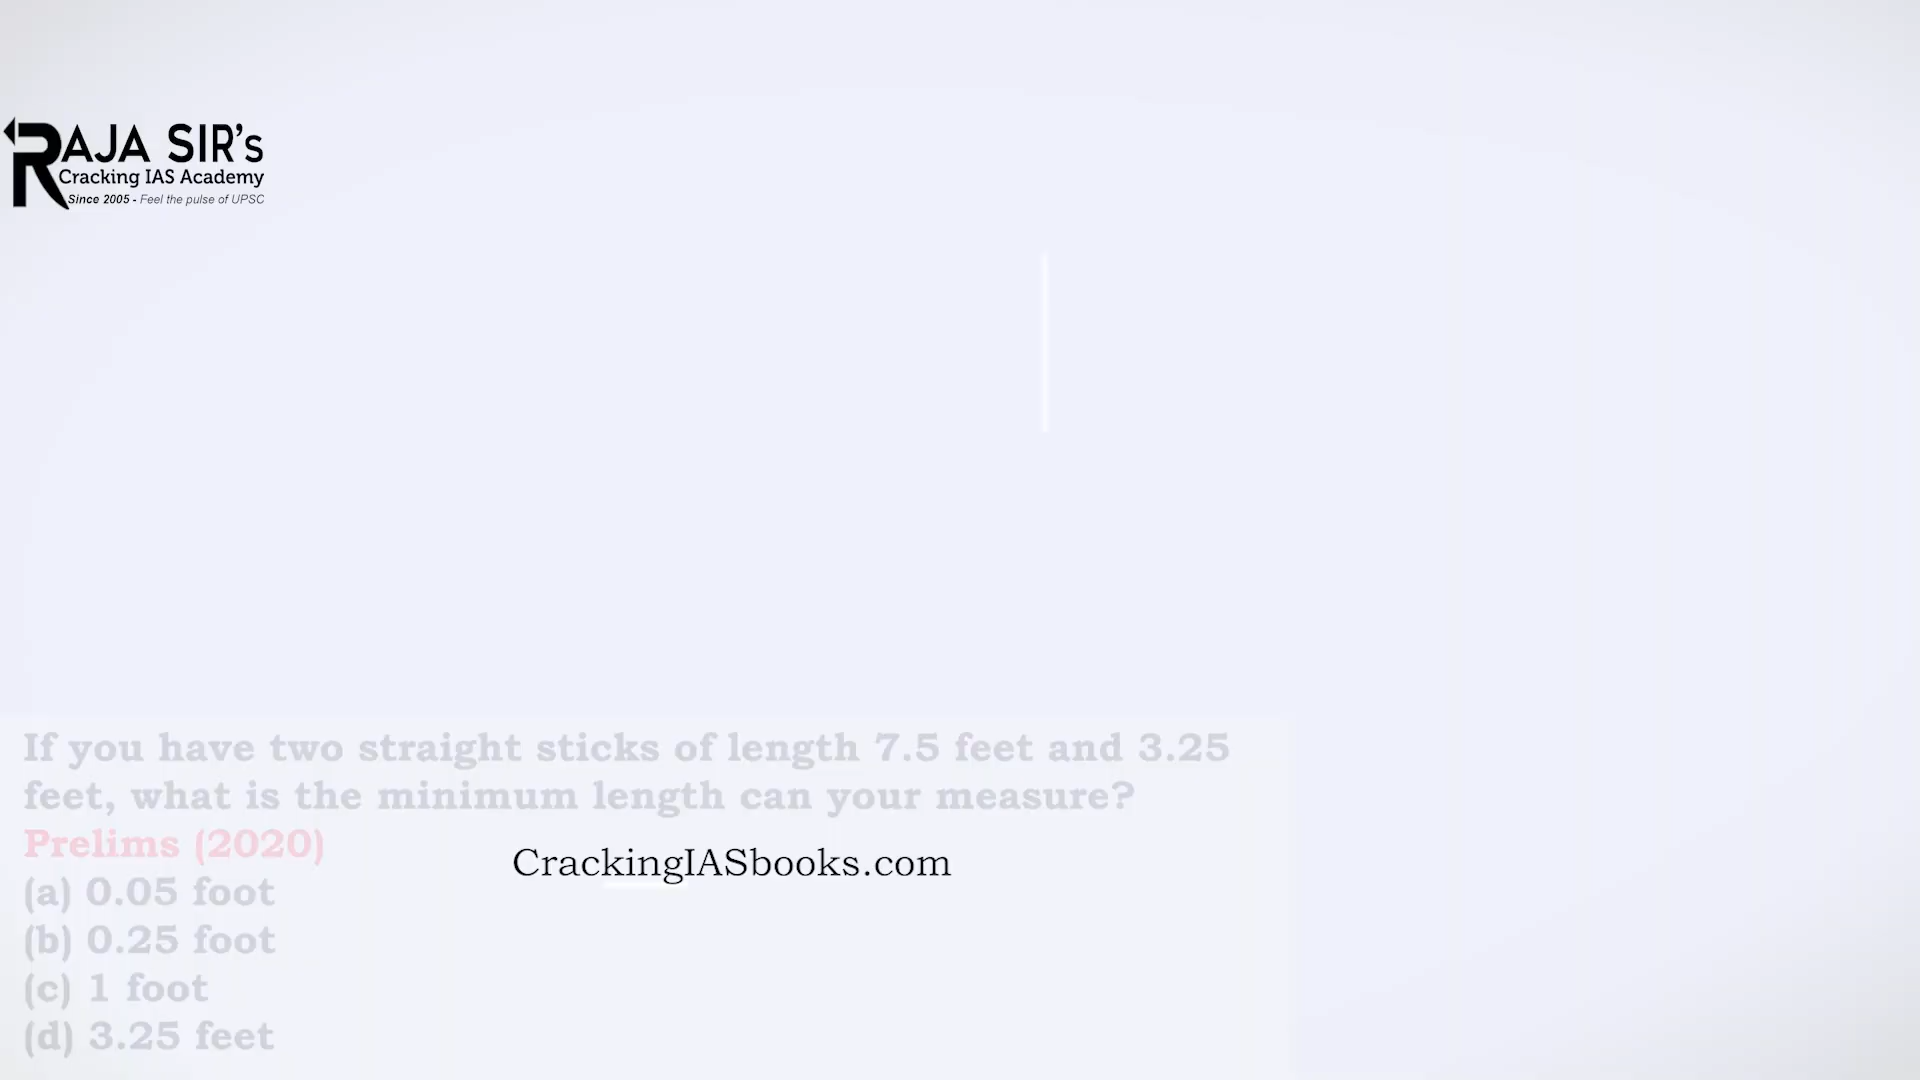 RAJA SIR's
Cracking IAS Academy
Since 2005 - Feel the pulse of UPSC
If you have two straight sticks of length 7.5 feet and 3.25
feet, what is the minimum length can your measure?
Prelims (2020)
CrackingIASbooks.com
(a) 0.05 foot
(b) 0.25 foot
(c) 1 foot
(d) 3.25 feet